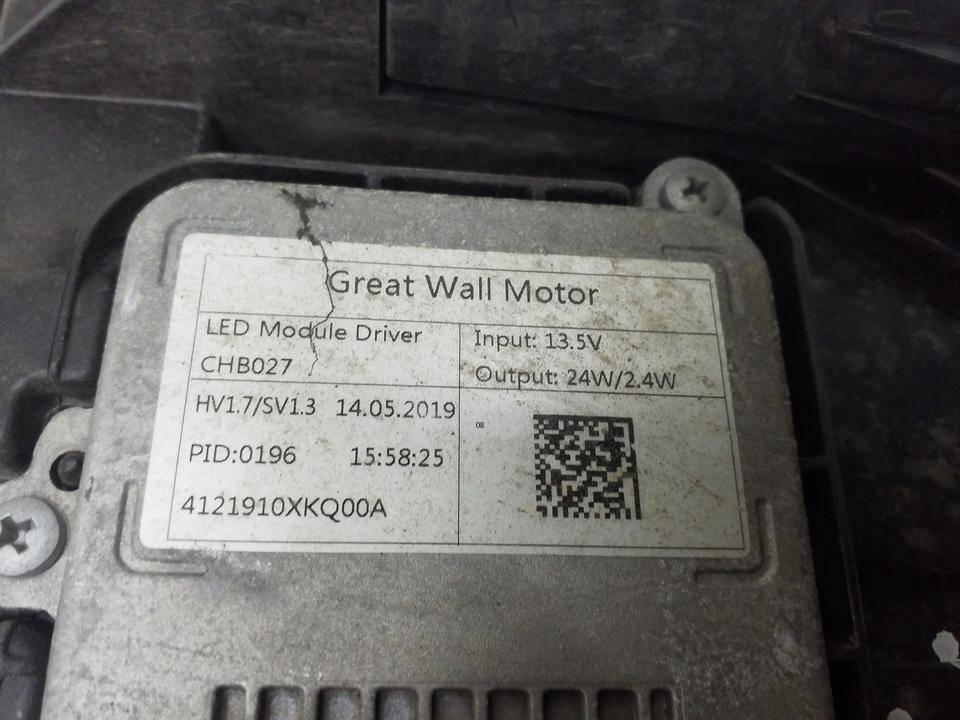 Great Wall Motor
LED Module Driver
CHB027
Input: 13.5V
Output: 24W/2.4W
HV1.7/SV1.3 14.05.2019
PID:0196 15:58:25
4121910XKQ00A
08